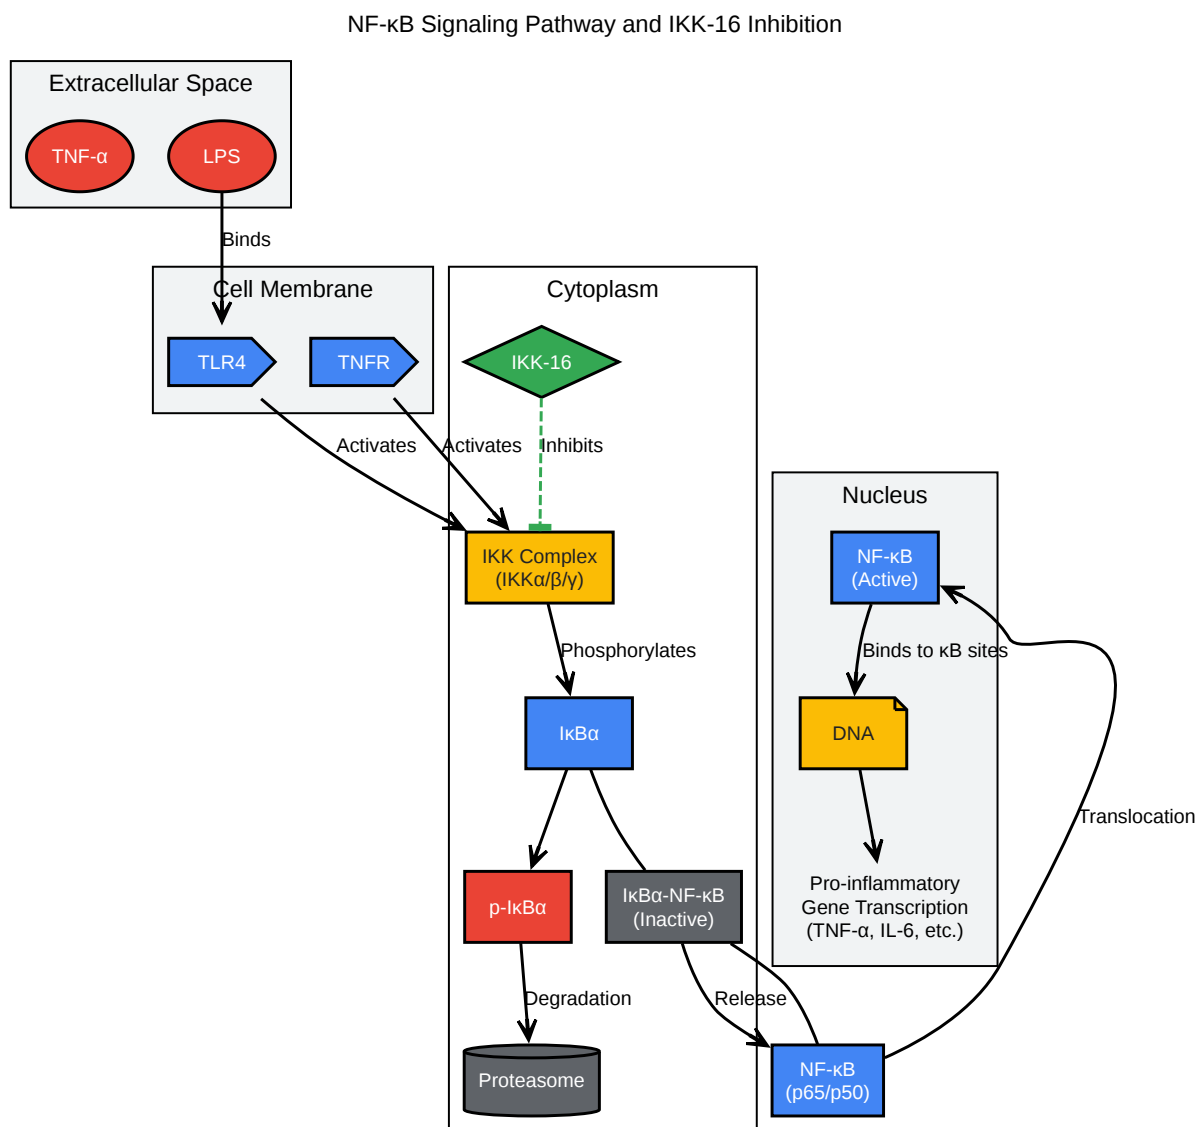 NF-κB Signaling Pathway and IKK-16 Inhibition
Extracellular Space
TNF-α
LPS
Binds
Cell Membrane
TLR4
TNFR
Cytoplasm
IKK-16
Activates
Activates
Inhibits
IKK Complex
(IKKα/β/γ)
Phosphorylates
IκBα
p-IκBα
IκBα-NF-κB
(Inactive)
Degradation
Release
Proteasome
NF-κB
(p65/p50)
Translocation
Nucleus
NF-κB
(Active)
Binds to κB sites
DNA
Pro-inflammatory
Gene Transcription
(TNF-α, IL-6, etc.)